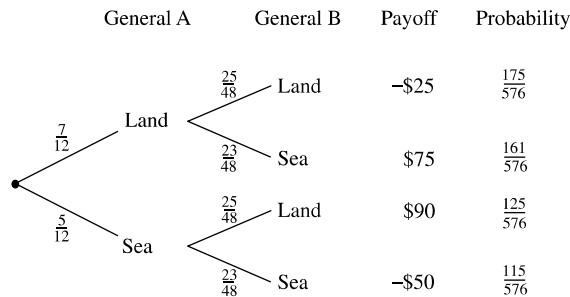 General A General B Payoff Probability
25/48 Land –$25 175/576
7/12 Land
23/48 Sea $75 161/576
25/48 Land $90 125/576
5/12 Sea
23/48 Sea –$50 115/576